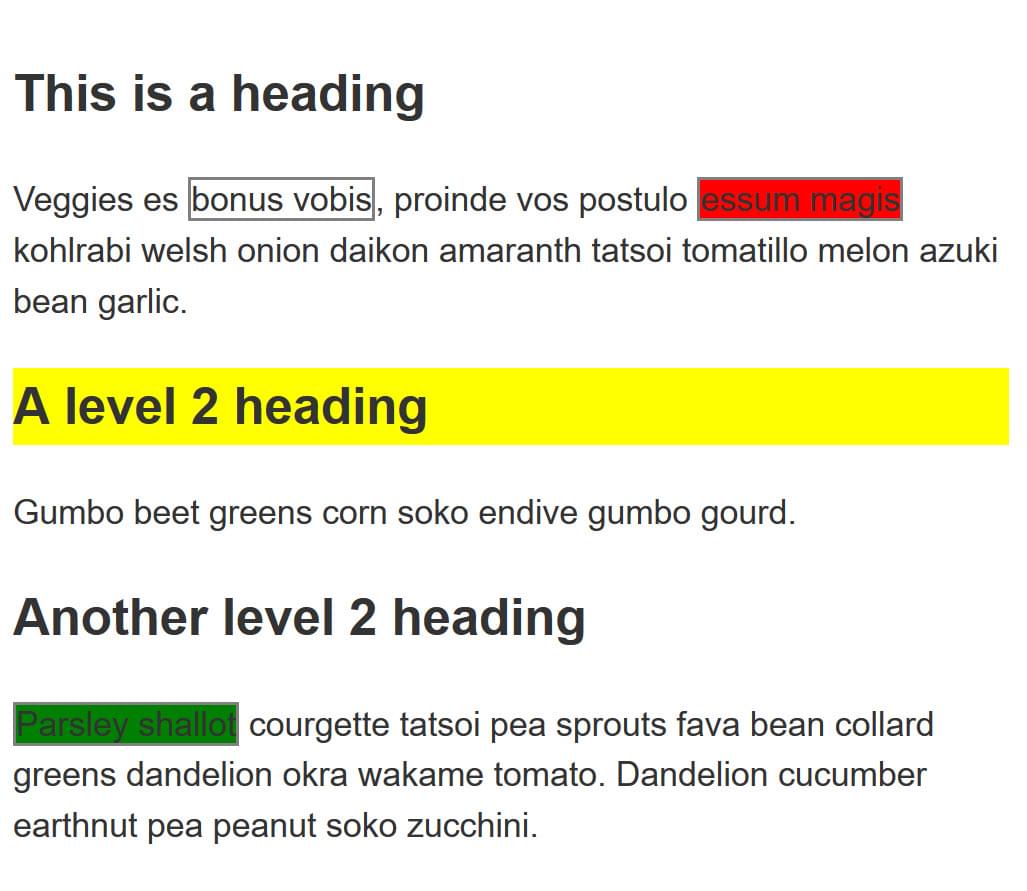 This is a heading
Veggies es bonus vobis, proinde vos postulo essum magis
kohlrabi welsh onion daikon amaranth tatsoi tomatillo melon azuki
bean garlic.
A level 2 heading
Gumbo beet greens corn soko endive gumbo gourd.
Another level 2 heading
Parsley shallot courgette tatsoi pea sprouts fava bean collard
greens dandelion okra wakame tomato. Dandelion cucumber
earthnut pea peanut soko zucchini.